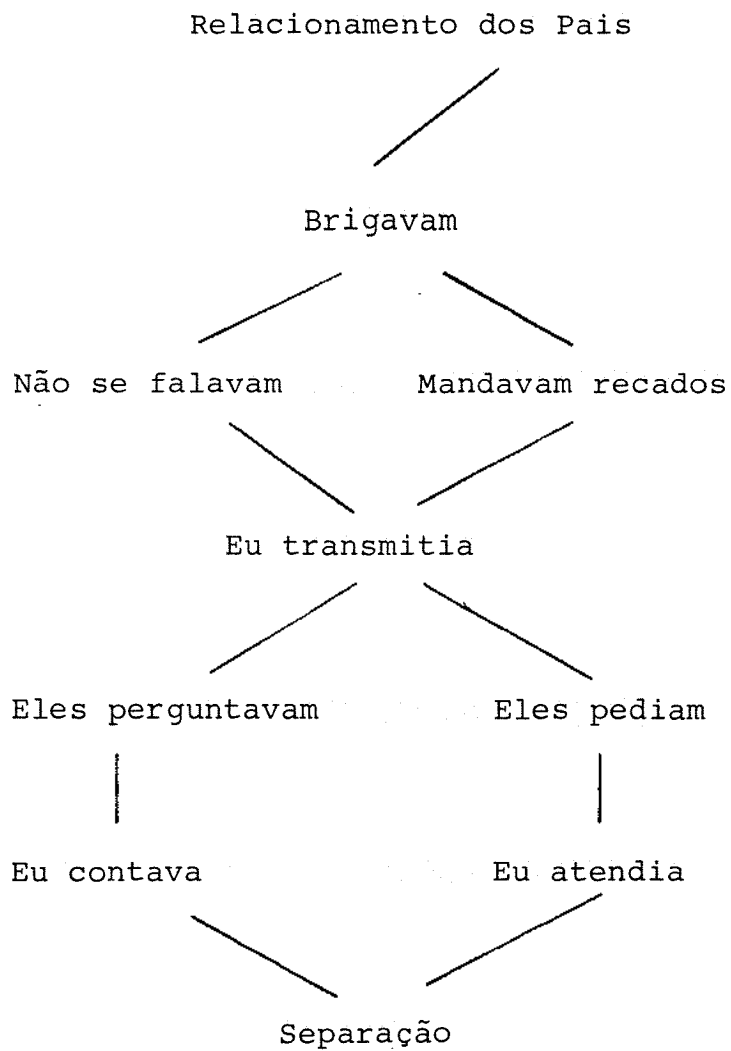 Relacionamento dos Pais
Brigavam
Não se falavam Mandavam recados
Eu transmitia
Eles perguntavam Eles pediam
Eu contava Eu atendia
Separação